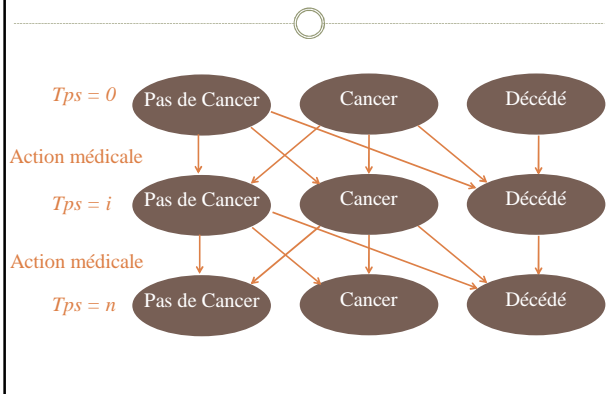 Tps = 0
Pas de Cancer
Cancer
Décédé
Action médicale
Tps = i
Pas de Cancer
Cancer
Décédé
Action médicale
Tps = n
Pas de Cancer
Cancer
Décédé